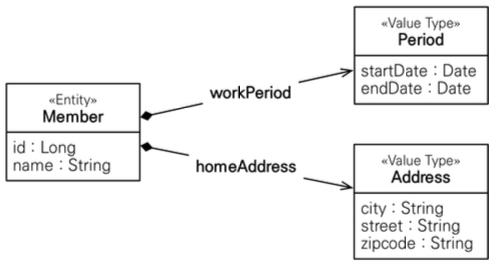 «Entity»
Member
id : Long
name : String
workPeriod
homeAddress
«Value Type»
Period
startDate : Date
endDate : Date
«Value Type»
Address
city : String
street : String
zipcode : String